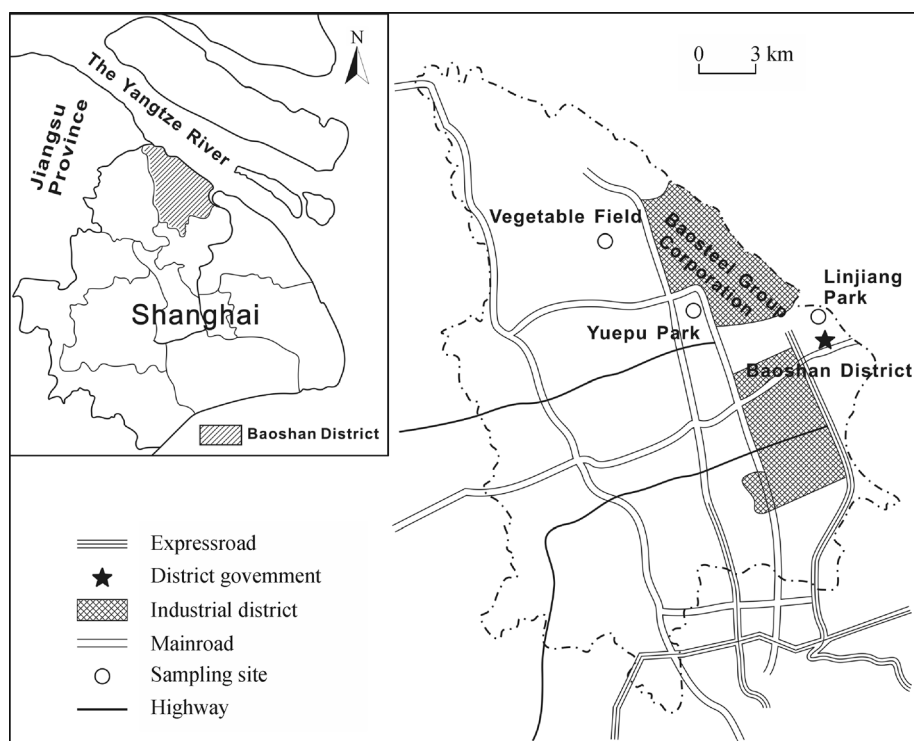 N
The Yangtze River
Jiangsu
Province
Shanghai
Baoshan District
0 3 km
Vegetable Field
Baosteel Group
Corporation
Linjiang
Park
Yuepu Park
Baoshan District
Expressroad
District govemment
Industrial district
Mainroad
Sampling site
Highway